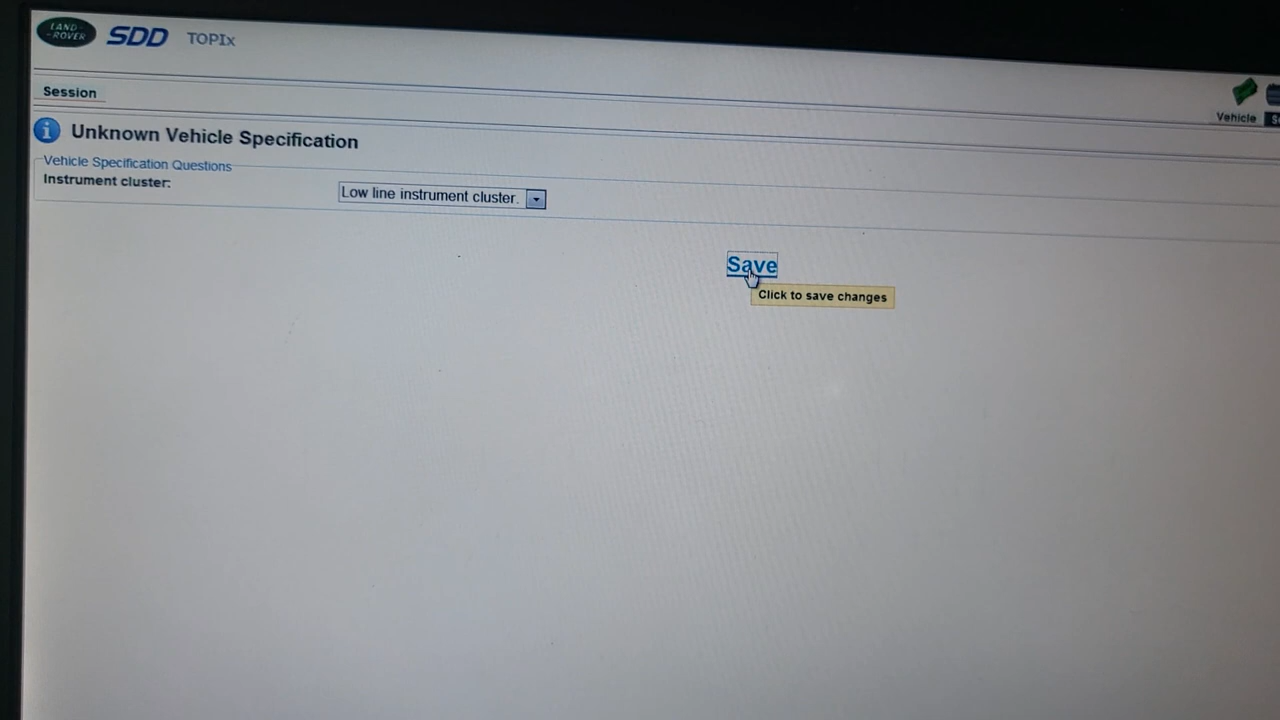 LAND-
-ROVER
SDD TOPIx
Session
Vehicle
Unknown Vehicle Specification
Vehicle Specification Questions
Instrument cluster:
Low line instrument cluster.
Save
Click to save changes